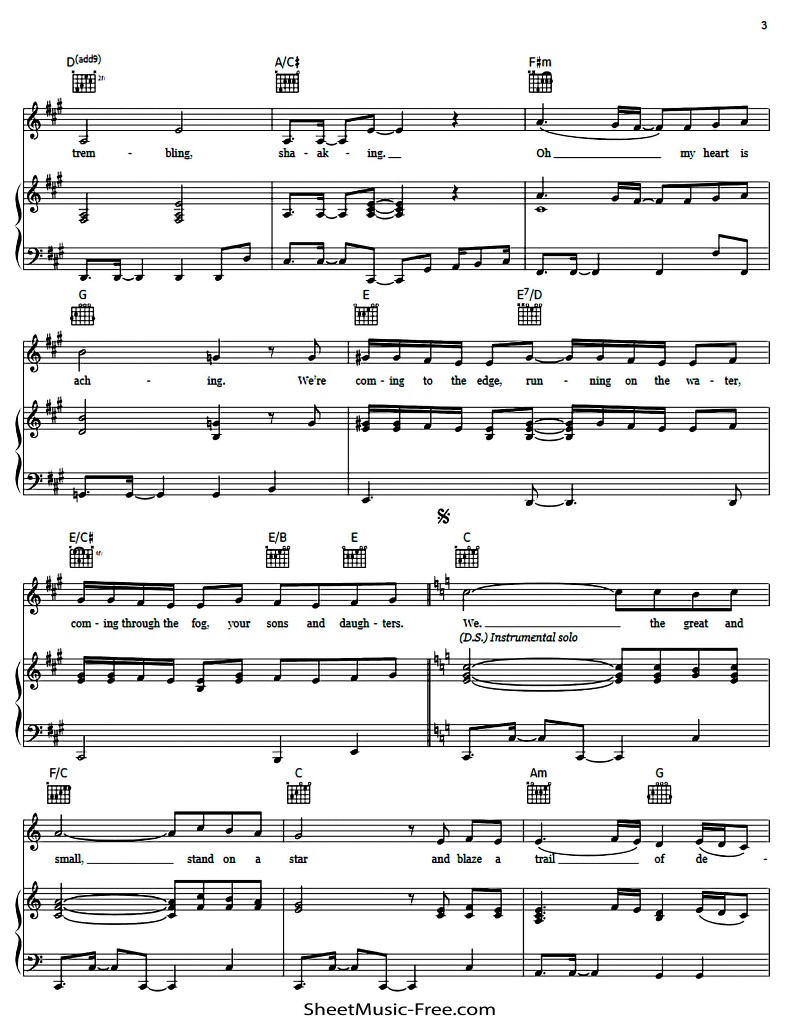 3
D(add9) A/C♯ F♯m
2fr
trem - bling, sha - ak - ing. Oh my heart is
G E E7/D
ach - ing. We're com - ing to the edge, run - ning on the wa - ter,
E/C♯ E/B E C
4fr
com - ing through the fog, your sons and daugh - ters. We. the great and
(D.S.) Instrumental solo
F/C C Am G
small, stand on a star and blaze a trail of de -
SheetMusic-Free.com